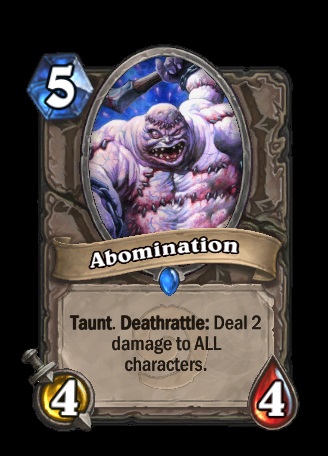 5
Abomination
Taunt. Deathrattle: Deal 2
damage to ALL
characters.
4
4